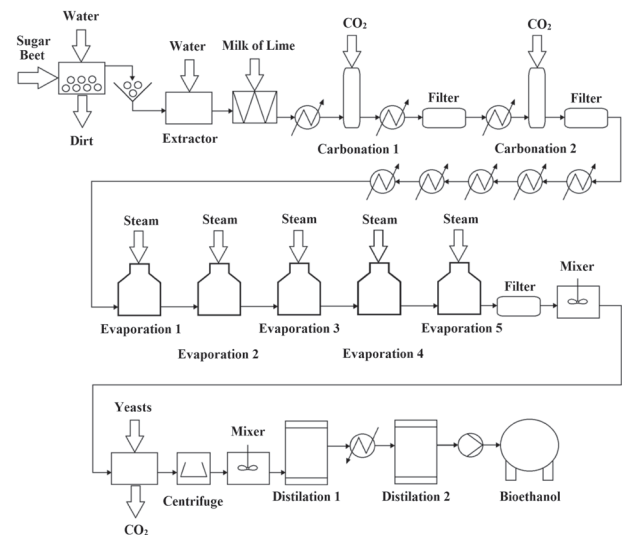 Water
Sugar
Beet
Dirt
Water
Extractor
Milk of Lime
CO₂
Carbonation 1
Filter
CO₂
Carbonation 2
Filter
Steam
Steam
Steam
Steam
Steam
Evaporation 1
Evaporation 2
Evaporation 3
Evaporation 4
Evaporation 5
Filter
Mixer
Yeasts
CO₂
Centrifuge
Mixer
Distilation 1
Distilation 2
Bioethanol